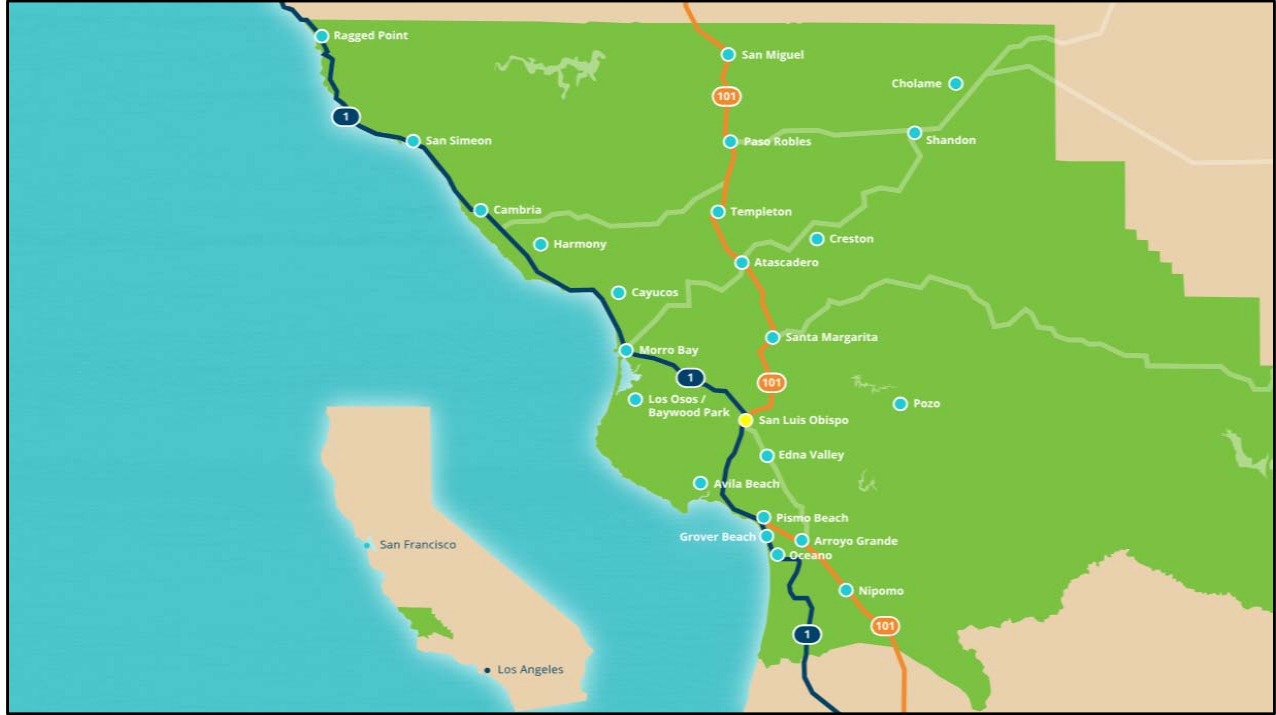 Ragged Point
San Miguel
Cholame
101
1
San Simeon
Paso Robles
Shandon
Cambria
Templeton
Harmony
Creston
Atascadero
Cayucos
Santa Margarita
Morro Bay
1
101
Los Osos /
Baywood Park
Pozo
San Luis Obispo
Edna Valley
Avila Beach
Pismo Beach
Grover Beach
Arroyo Grande
Oceano
Nipomo
101
1
San Francisco
Los Angeles